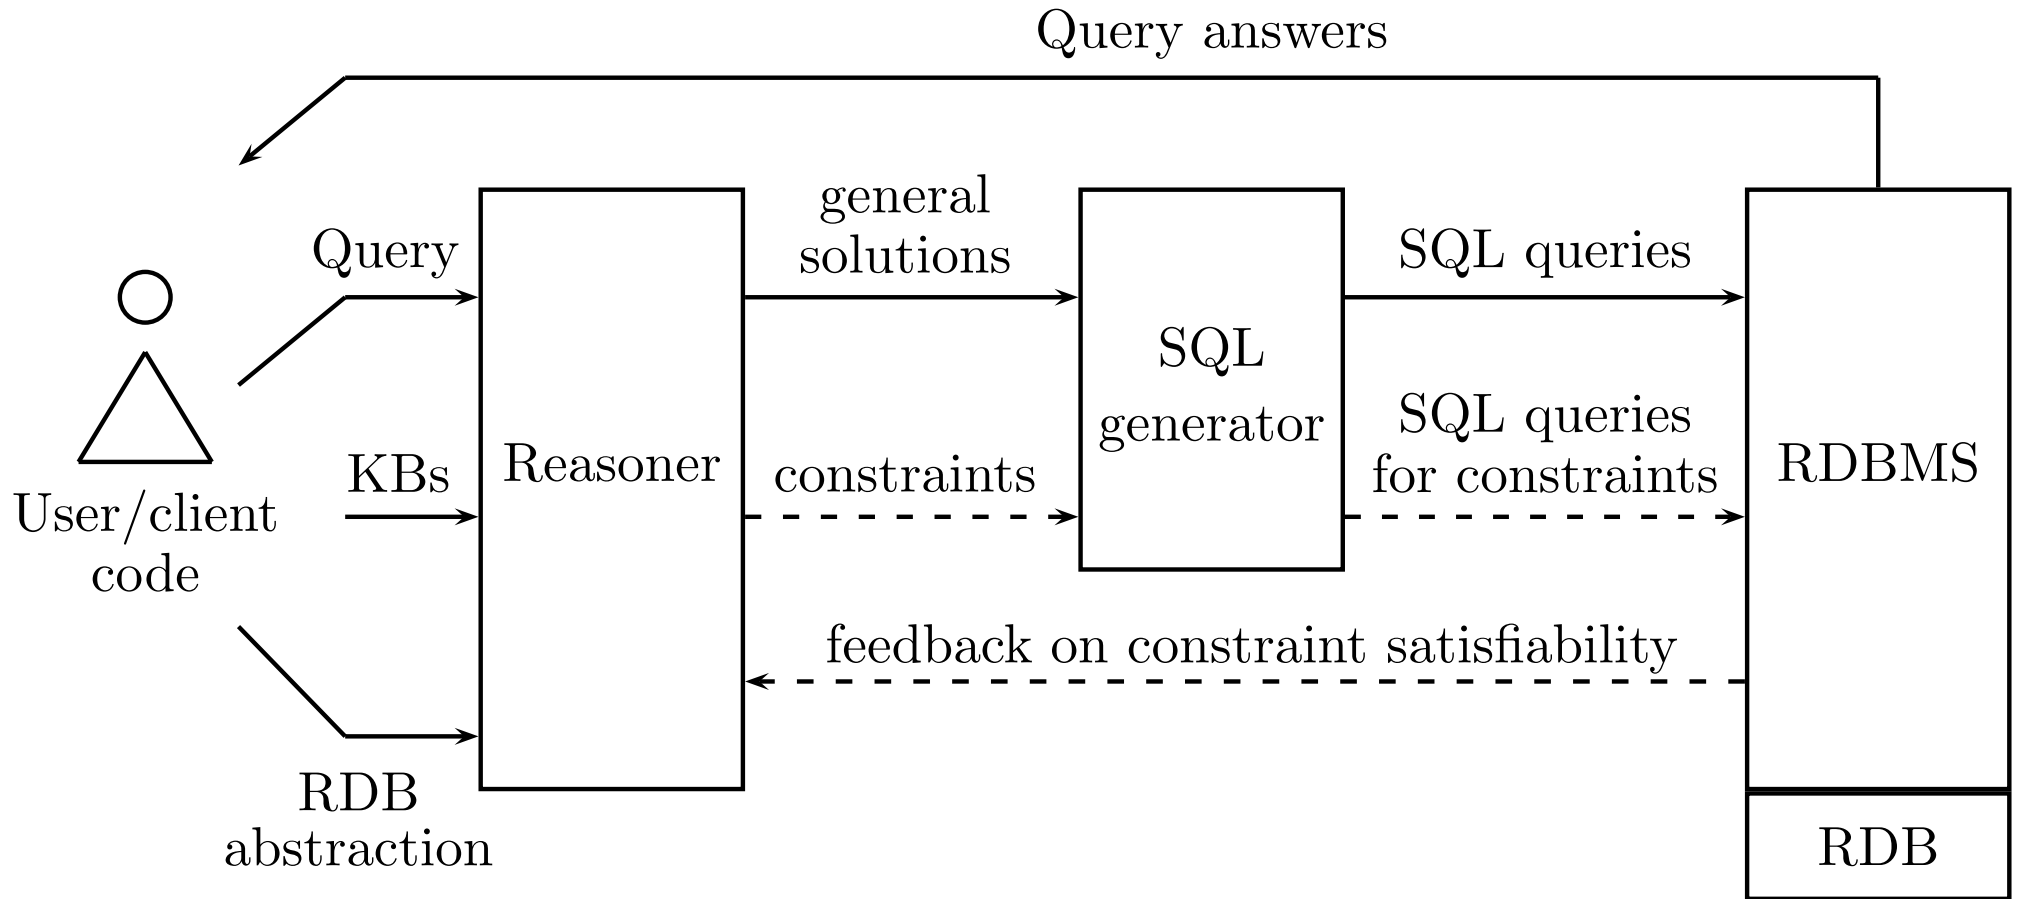 Query answers
Query
general
solutions
SQL queries
SQL
generator
SQL queries
for constraints
User/client
code
KBs
Reasoner
constraints
RDBMS
feedback on constraint satisfiability
RDB
abstraction
RDB